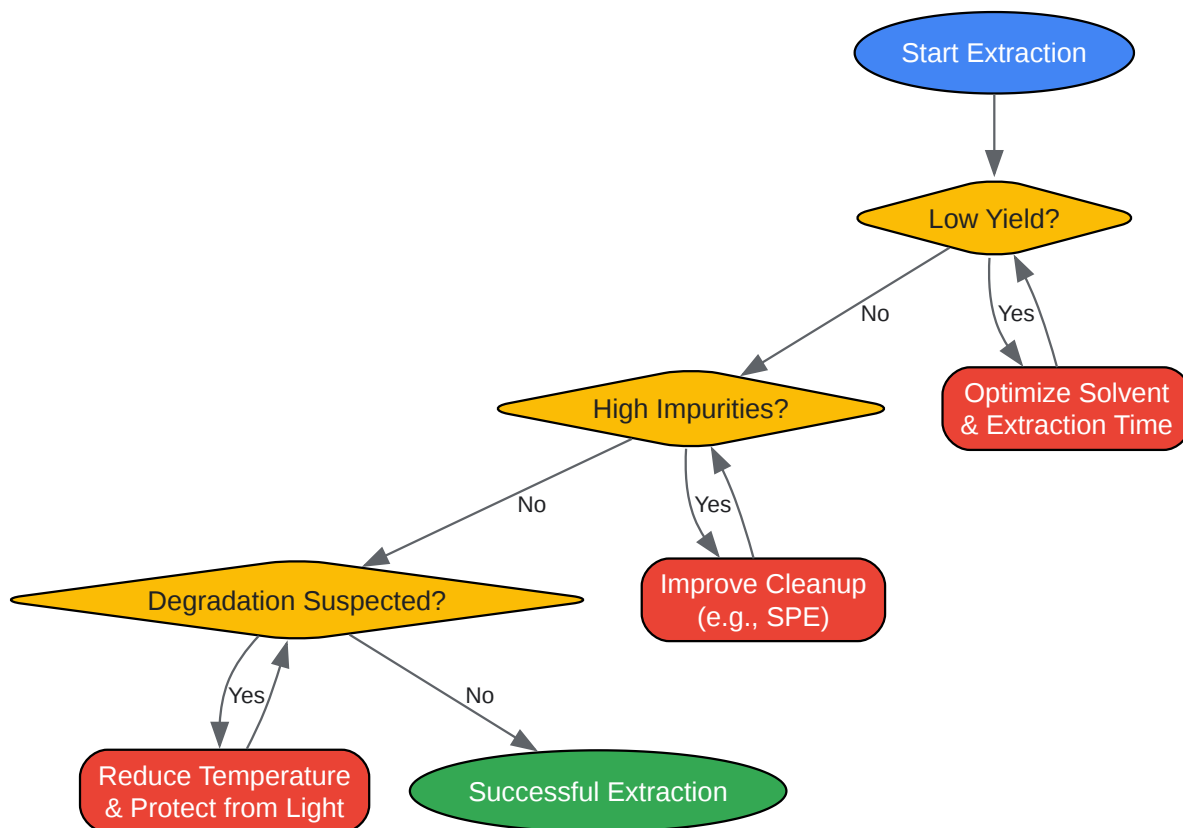 Start Extraction
Low Yield?
No
Yes
Optimize Solvent
& Extraction Time
High Impurities?
No
Yes
Improve Cleanup
(e.g., SPE)
Degradation Suspected?
Yes
No
Reduce Temperature
& Protect from Light
Successful Extraction